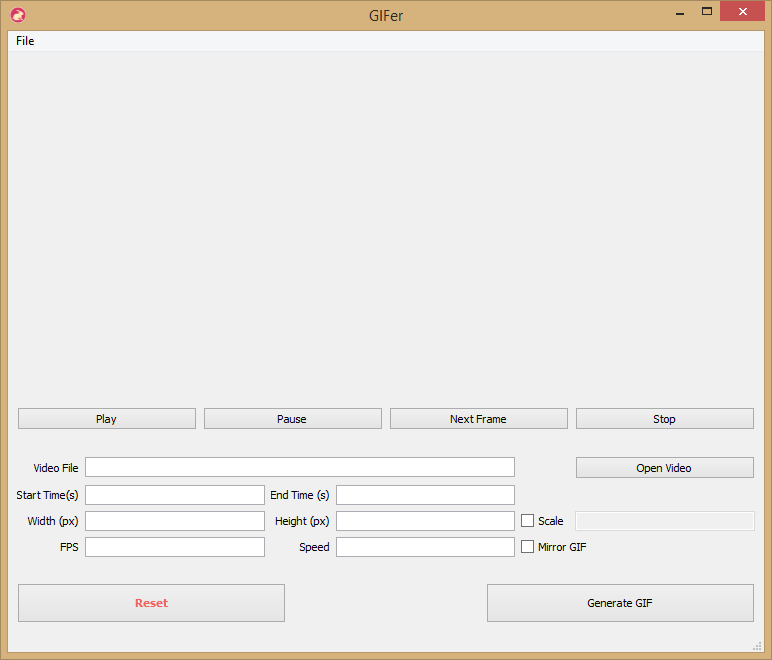 GIFer
File
Play Pause Next Frame Stop
Video File Open Video
Start Time(s) End Time (s)
Width (px) Height (px) Scale
FPS Speed Mirror GIF
Reset Generate GIF